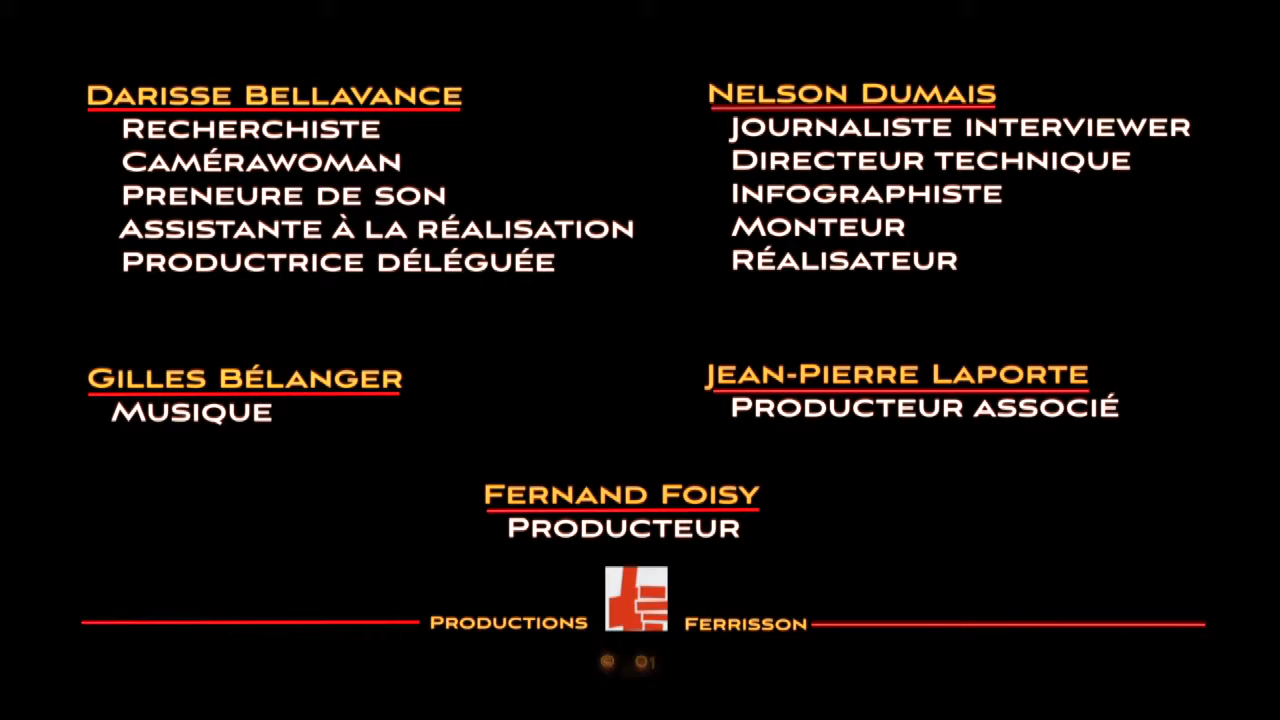 Darisse Bellavance
Recherchiste
Camérawoman
Preneure de son
Assistante à la réalisation
Productrice déléguée
Nelson Dumais
Journaliste interviewer
Directeur technique
Infographiste
Monteur
Réalisateur
Gilles Bélanger
Musique
Jean-Pierre Laporte
Producteur associé
Fernand Foisy
Producteur
Productions Ferrisson